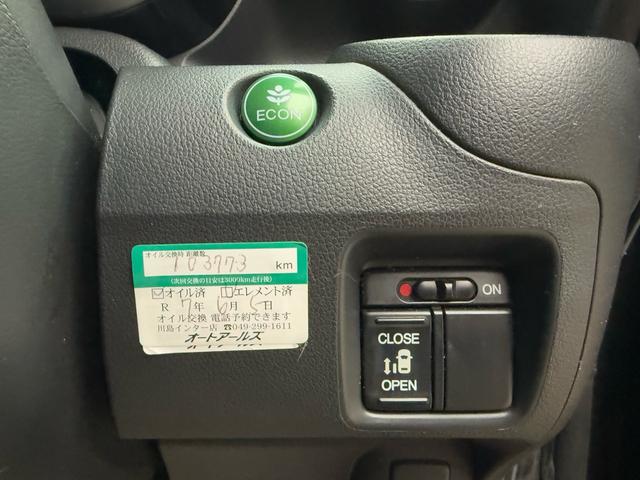 ECON
オイル交換時 距離数
103773 km
(次回交換の目安は3000km走行後)
オイル済 エレメント済
R 7年 6月 6日
オイル交換 電話予約できます
川島インター店 ☎049-299-1611
オートアールズ
ON
CLOSE
OPEN